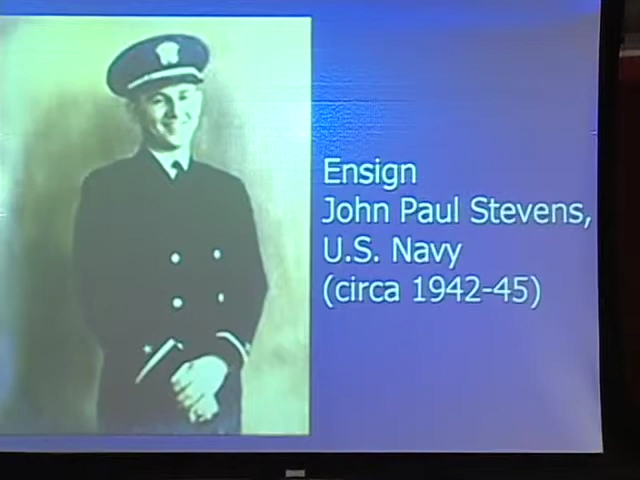 Ensign
John Paul Stevens,
U.S. Navy
(circa 1942-45)